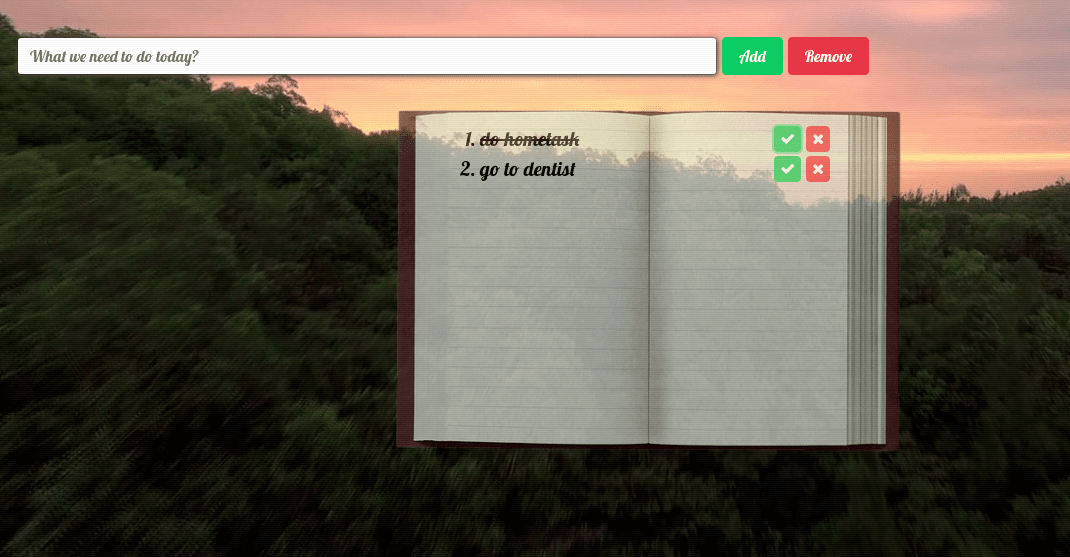 What we need to do today?
Add
Remove
1. do hometask
2. go to dentist